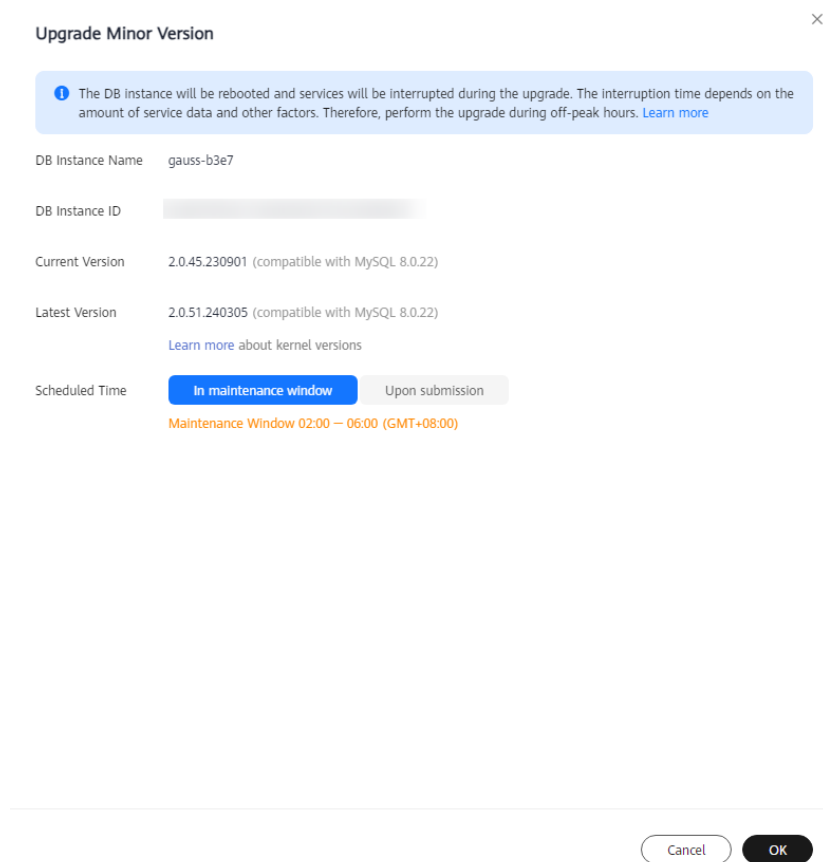 Upgrade Minor Version
The DB instance will be rebooted and services will be interrupted during the upgrade. The interruption time depends on the
amount of service data and other factors. Therefore, perform the upgrade during off-peak hours. Learn more
DB Instance Name gauss-b3e7
DB Instance ID
Current Version 2.0.45.230901 (compatible with MySQL 8.0.22)
Latest Version 2.0.51.240305 (compatible with MySQL 8.0.22)
Learn more about kernel versions
Scheduled Time In maintenance window Upon submission
Maintenance Window 02:00 — 06:00 (GMT+08:00)
Cancel OK